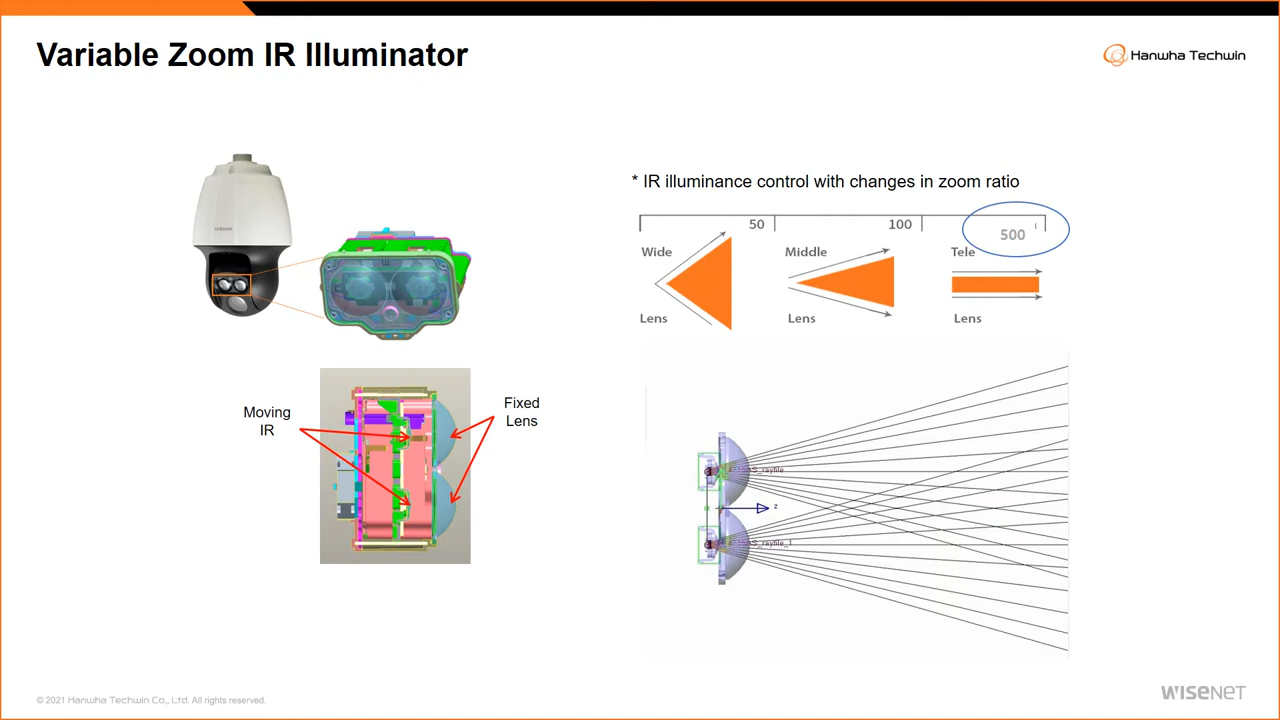 Variable Zoom IR Illuminator
Hanwha Techwin
SAMSUNG
* IR illuminance control with changes in zoom ratio
50
100
500
Wide
Middle
Tele
Lens
Lens
Lens
Moving
IR
Fixed
Lens
z
© 2021 Hanwha Techwin Co., Ltd. All rights reserved.
WISENET